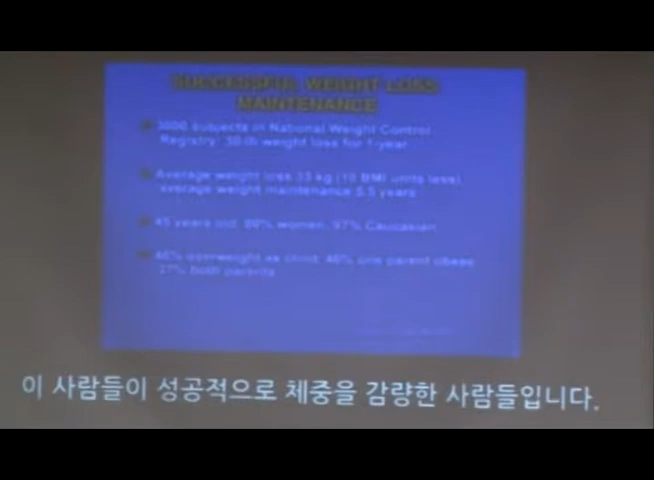 SUCCESSFUL WEIGHT LOSS
MAINTENANCE
3000 subjects in National Weight Control
Registry: 30 lb weight loss for 1-year
Average weight loss 33 kg (10 BMI units less)
average weight maintenance 5.5 years
45 years old; 80% women; 97% Caucasian
46% overweight as child; 46% one parent obese
27% both parents
이 사람들이 성공적으로 체중을 감량한 사람들입니다.